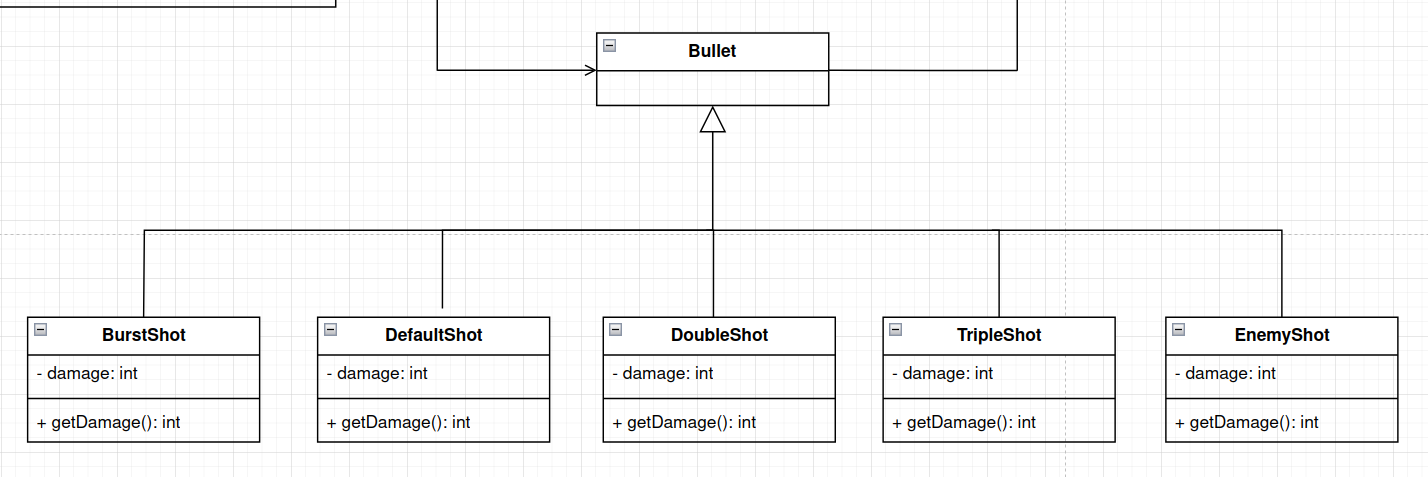 Bullet
BurstShot
- damage: int
+ getDamage(): int
DefaultShot
- damage: int
+ getDamage(): int
DoubleShot
- damage: int
+ getDamage(): int
TripleShot
- damage: int
+ getDamage(): int
EnemyShot
- damage: int
+ getDamage(): int